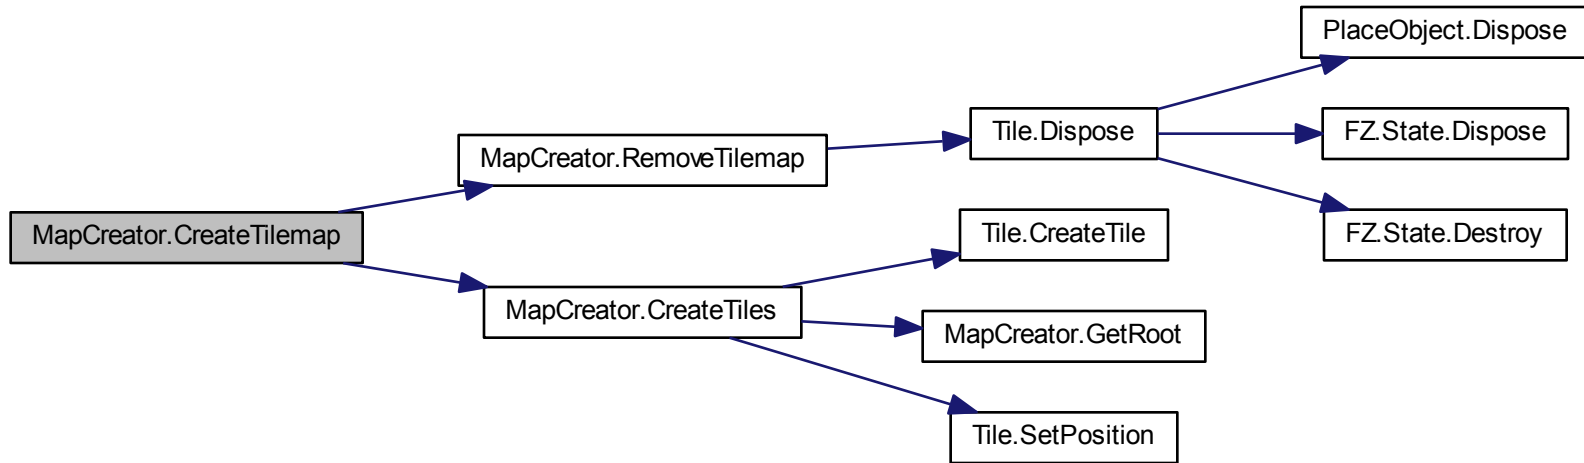 PlaceObject.Dispose
Tile.Dispose
FZ.State.Dispose
MapCreator.RemoveTilemap
MapCreator.CreateTilemap
Tile.CreateTile
FZ.State.Destroy
MapCreator.CreateTiles
MapCreator.GetRoot
Tile.SetPosition